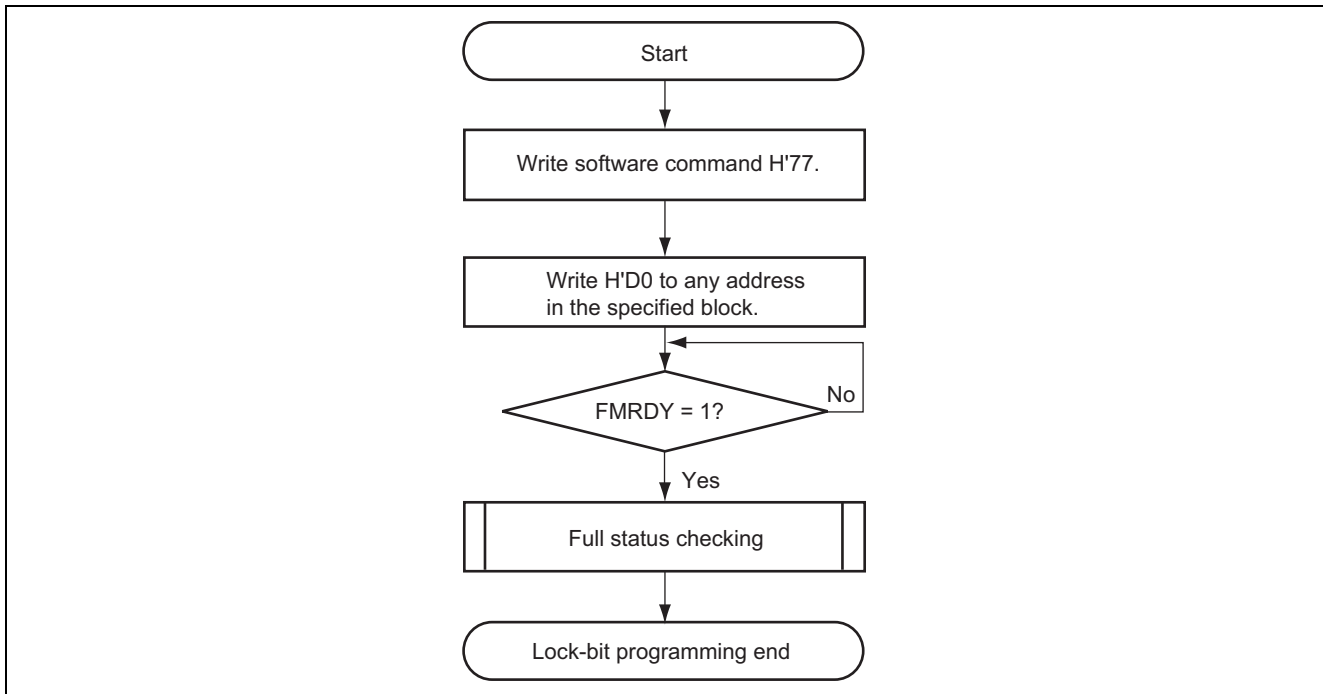 Start
Write software command H'77.
Write H'D0 to any address
in the specified block.
No
FMRDY = 1?
Yes
Full status checking
Lock-bit programming end